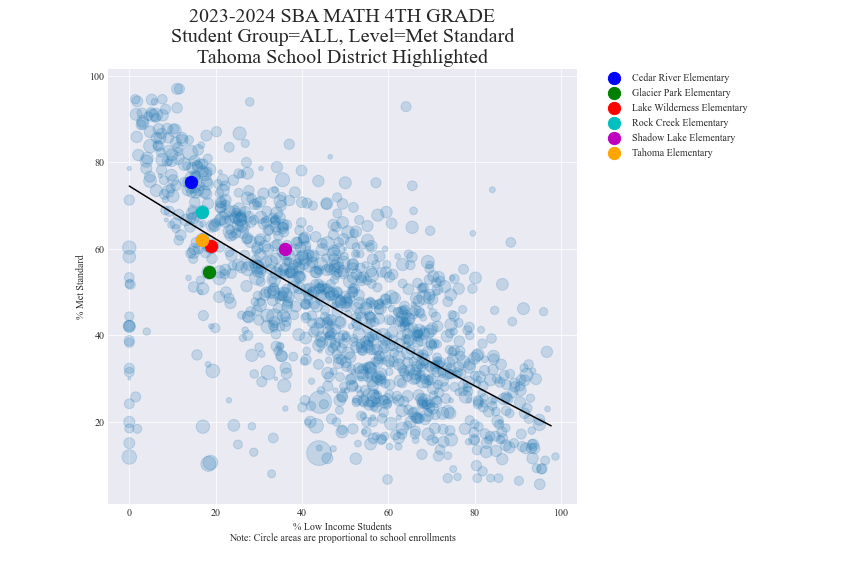 2023-2024 SBA MATH 4TH GRADE
Student Group=ALL, Level=Met Standard
Tahoma School District Highlighted
Cedar River Elementary
Glacier Park Elementary
Lake Wilderness Elementary
Rock Creek Elementary
Shadow Lake Elementary
Tahoma Elementary
% Met Standard
100
80
60
40
20
0 20 40 60 80 100
% Low Income Students
Note: Circle areas are proportional to school enrollments